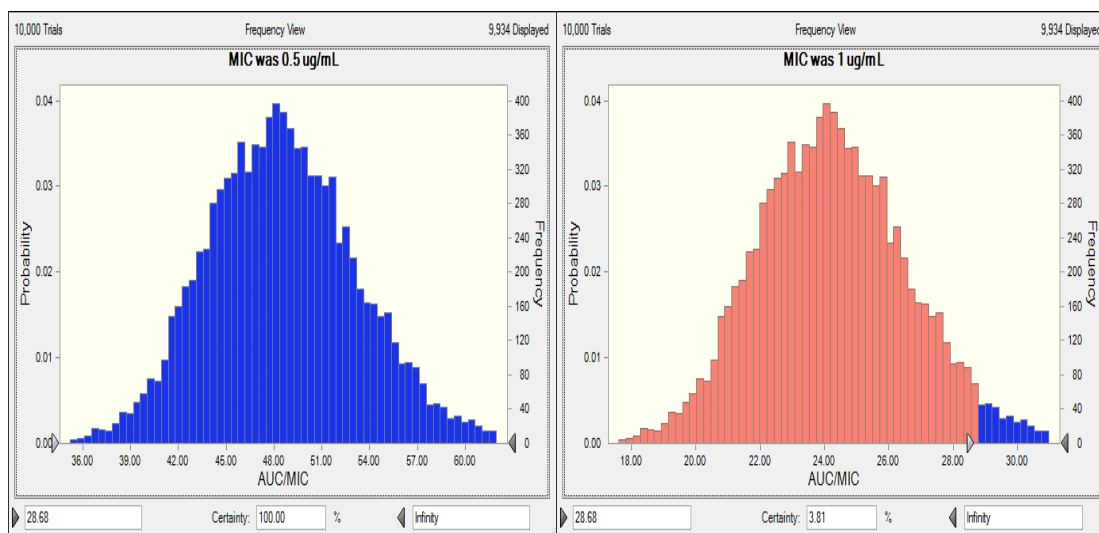 10,000 Trials Frequency View 9,934 Displayed
MIC was 0.5 ug/mL
0.04 400
360
320
0.03
280
240
0.02 200
160
120
0.01
80
40
0.00 0
Probability
Frequency
36.00 39.00 42.00 45.00 48.00 51.00 54.00 57.00 60.00
AUC/MIC
28.68 Certainty: 100.00 % Infinity
10,000 Trials Frequency View 9,934 Displayed
MIC was 1 ug/mL
0.04 400
360
320
0.03
280
240
0.02 200
160
120
0.01
80
40
0.00 0
Probability
Frequency
18.00 20.00 22.00 24.00 26.00 28.00 30.00
AUC/MIC
28.68 Certainty: 3.81 % Infinity